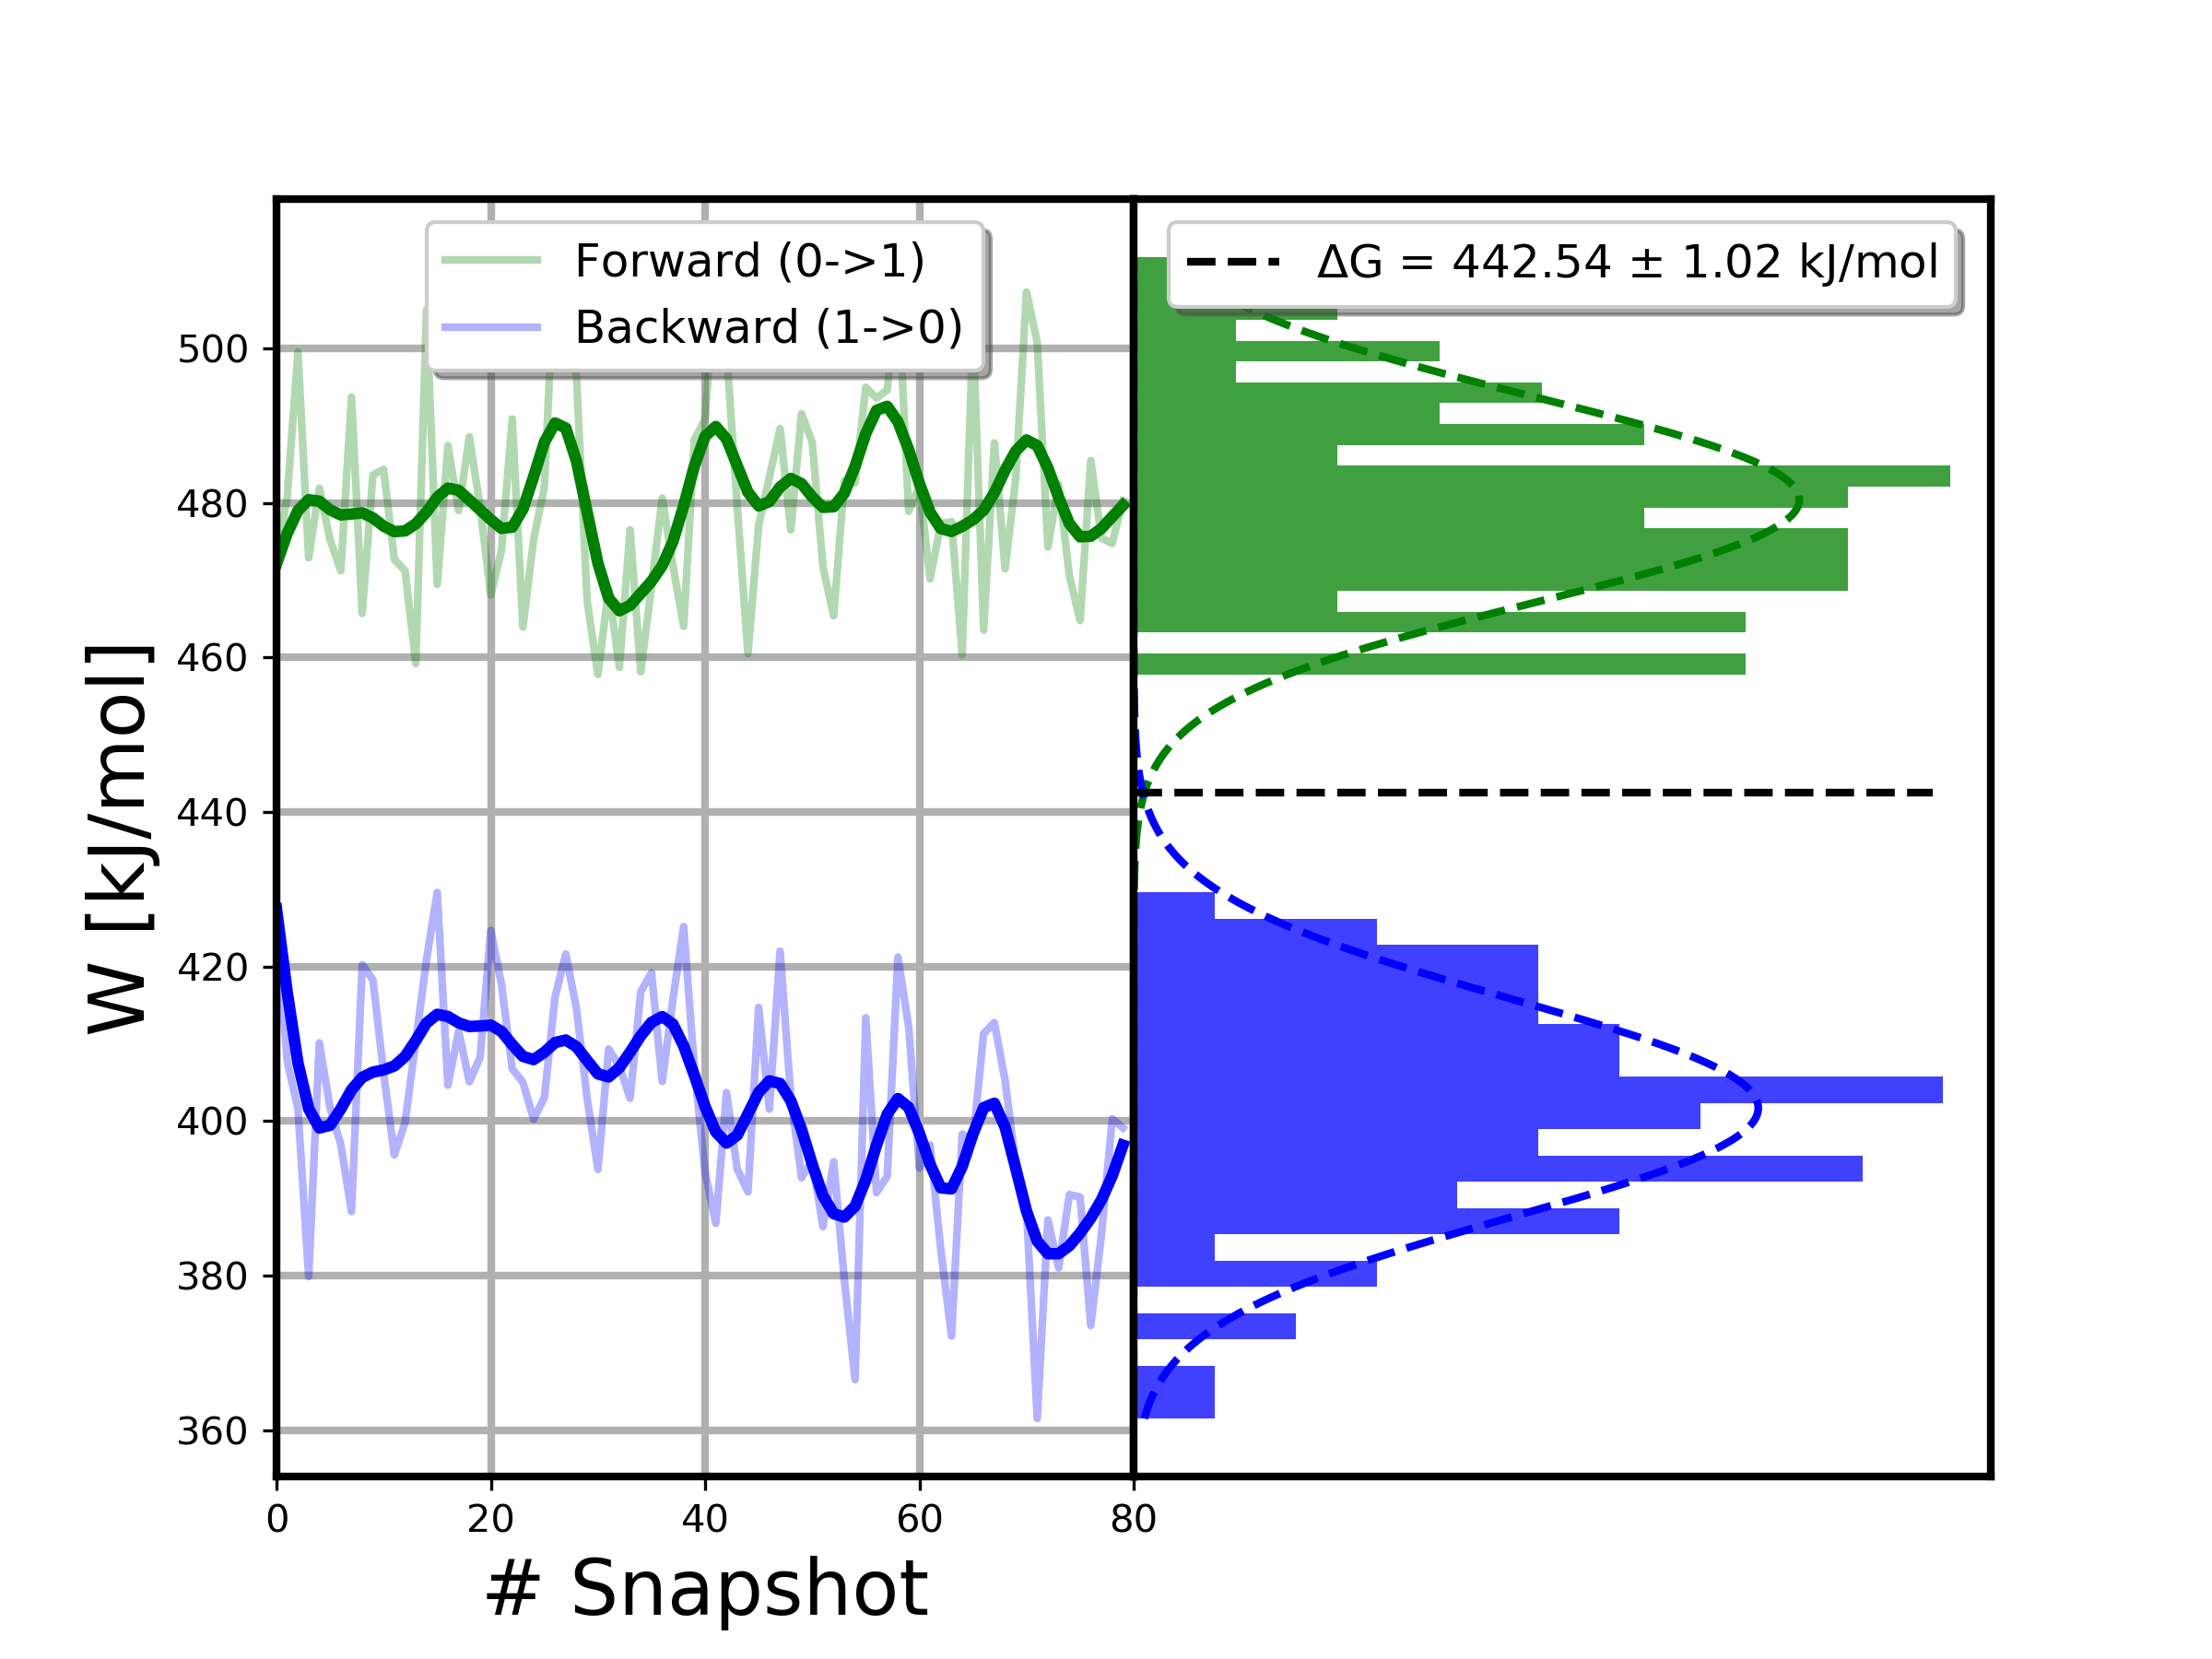 Forward (0->1)
Backward (1->0)
ΔG = 442.54 ± 1.02 kJ/mol
W [kJ/mol]
500
480
460
440
420
400
380
360
0 20 40 60 80
# Snapshot